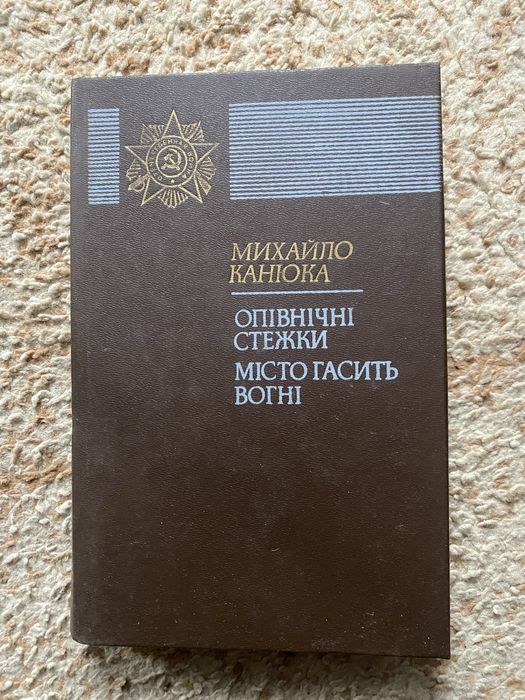 МИХАЙЛО
КАНЮКА
ОПІВНІЧНІ
СТЕЖКИ
МІСТО ГАСИТЬ
ВОГНІ